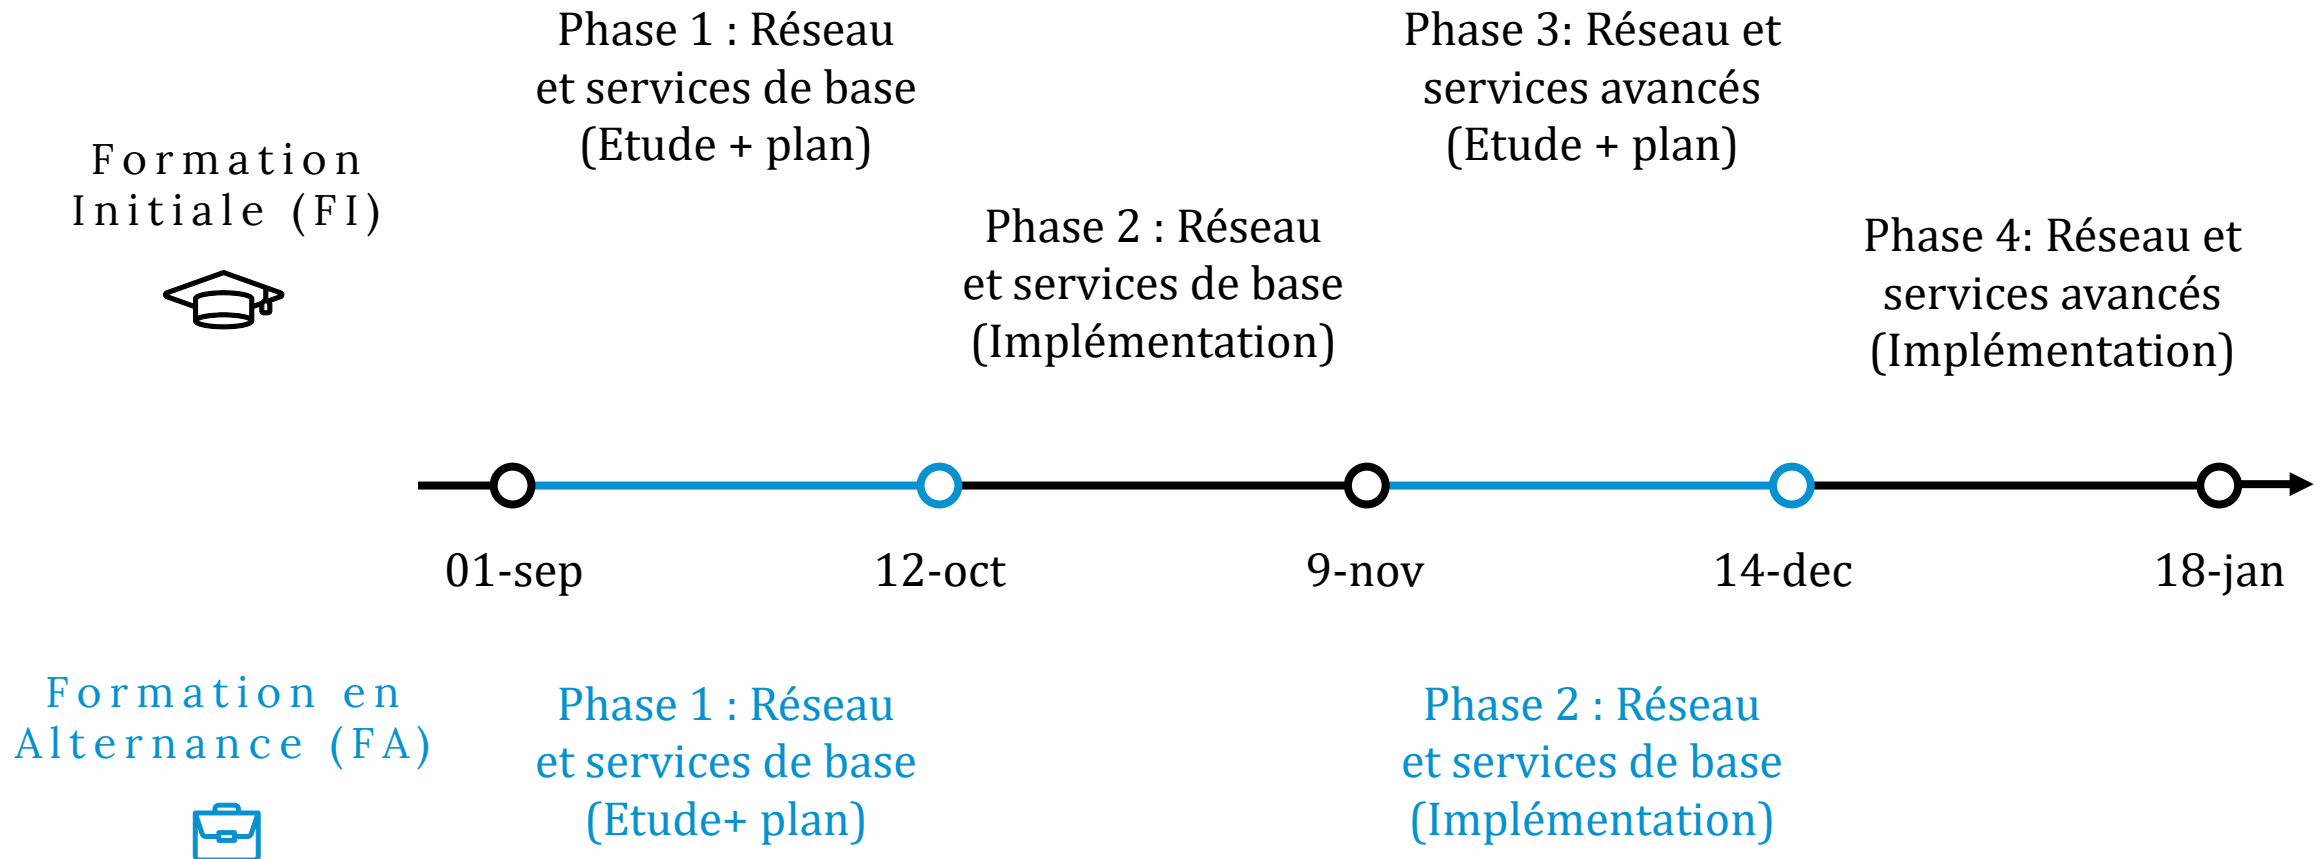 Formation
Initiale (FI)
Phase 1 : Réseau
et services de base
(Etude + plan)
Phase 2 : Réseau
et services de base
(Implémentation)
Phase 3: Réseau et
services avancés
(Etude + plan)
Phase 4: Réseau et
services avancés
(Implémentation)
01-sep
12-oct
9-nov
14-dec
18-jan
Formation en
Alternance (FA)
Phase 1 : Réseau
et services de base
(Etude+ plan)
Phase 2 : Réseau
et services de base
(Implémentation)